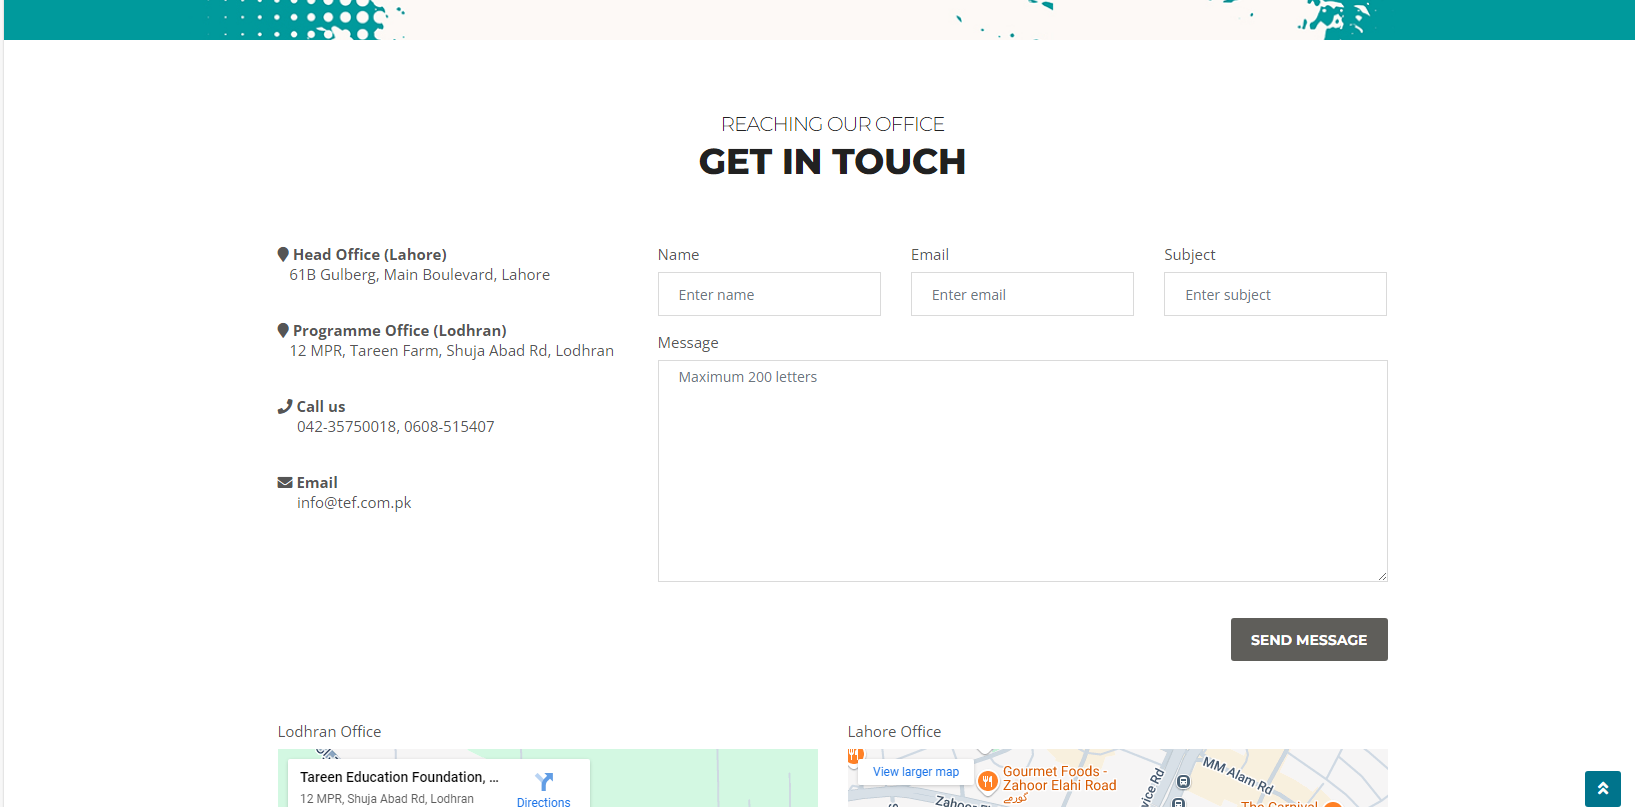 REACHING OUR OFFICE
GET IN TOUCH
Head Office (Lahore)
61B Gulberg, Main Boulevard, Lahore
Programme Office (Lodhran)
12 MPR, Tareen Farm, Shuja Abad Rd, Lodhran
Call us
042-35750018, 0608-515407
Email
info@tef.com.pk
Name
Email
Subject
Enter name
Enter email
Enter subject
Message
Maximum 200 letters
SEND MESSAGE
Lodhran Office
Tareen Education Foundation, ...
12 MPR, Shuja Abad Rd, Lodhran
Directions
Lahore Office
View larger map
Gourmet Foods -
Zahoor Elahi Road
MM Alam Rd
The Carnival